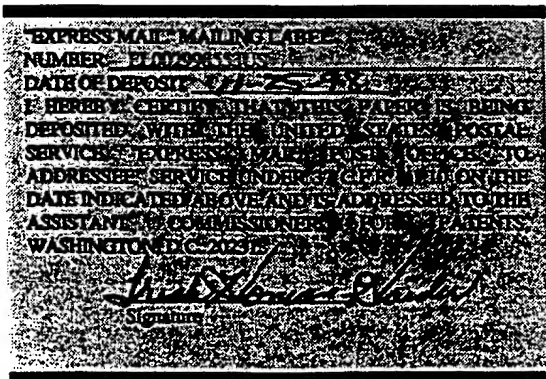 "EXPRESS MAIL" MAILING LABEL
NUMBER:
DATE OF DEPOSIT:
I HEREBY CERTIFY THAT THIS PAPER IS BEING
DEPOSITED WITH THE UNITED STATES POSTAL
SERVICE "EXPRESS MAIL POST OFFICE TO
ADDRESSEE" SERVICE UNDER 37 C.F.R. 1.10 ON THE
DATE INDICATED ABOVE AND IS ADDRESSED TO THE
ASSISTANT COMMISSIONER FOR PATENTS,
WASHINGTON D.C. 20231.
Signature